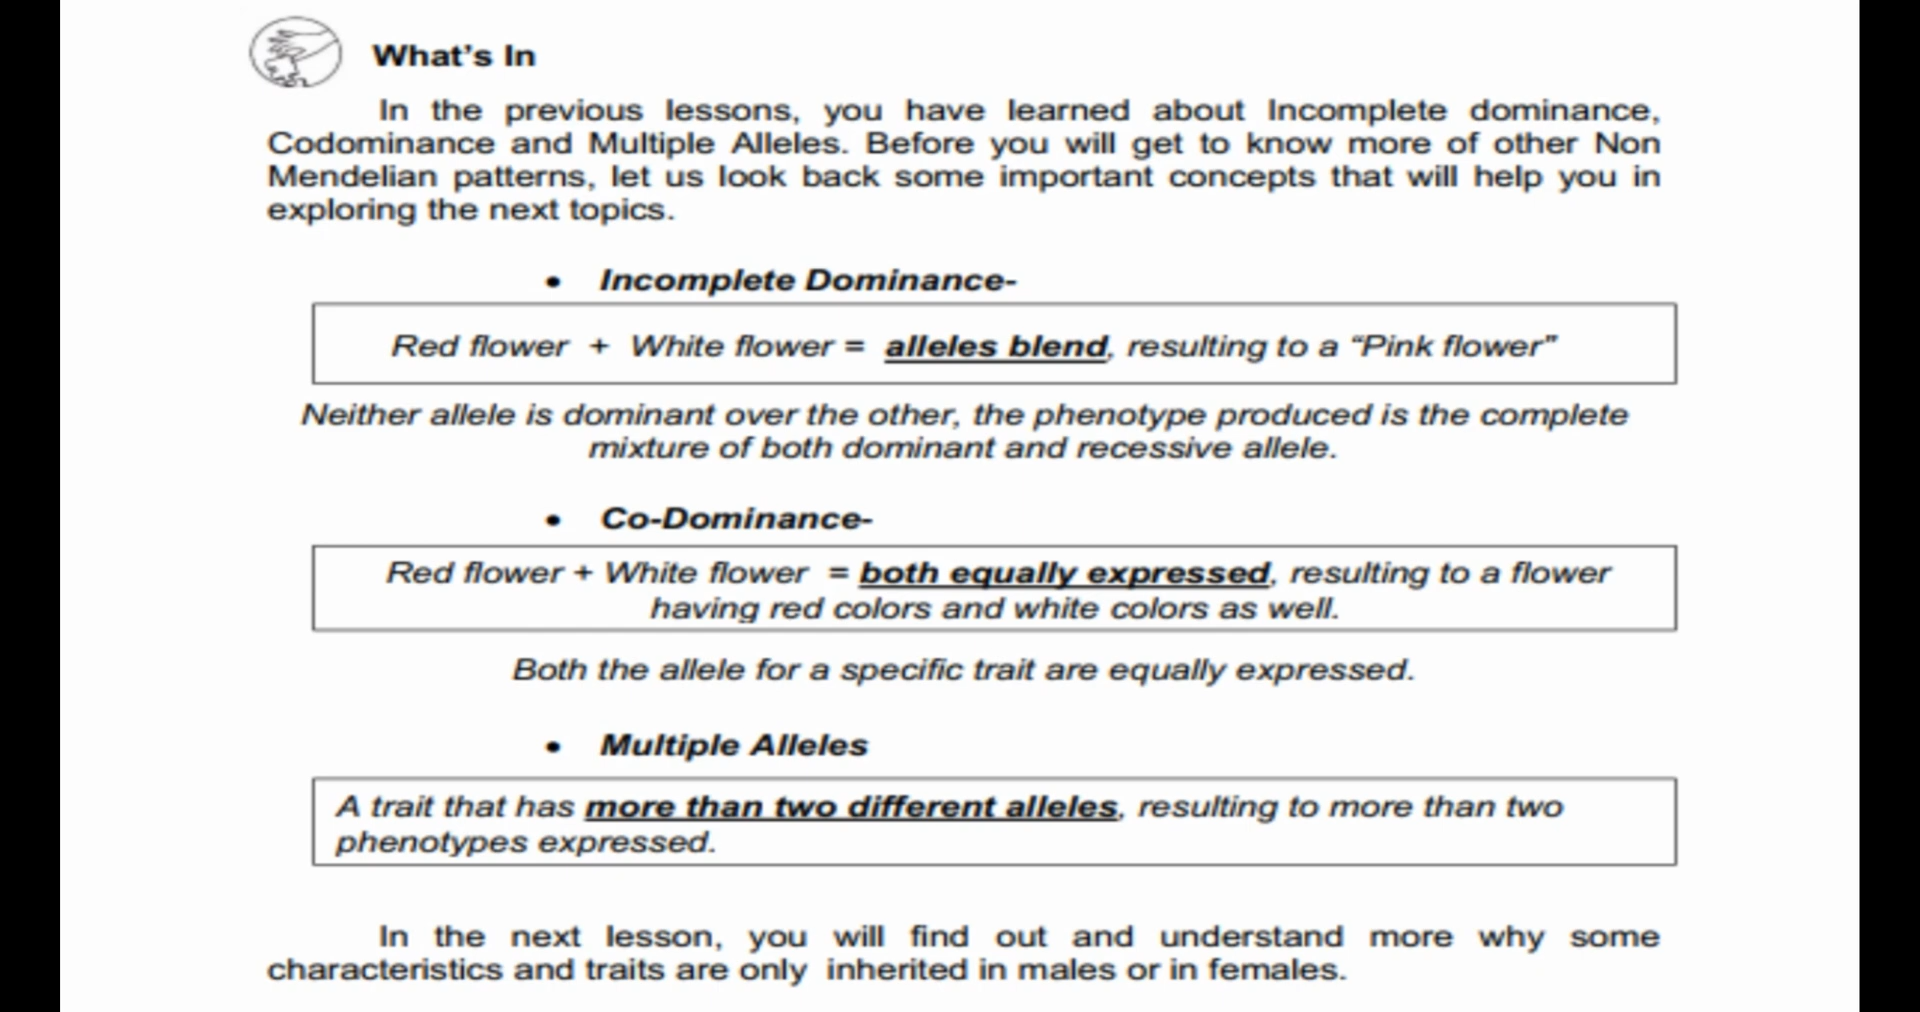 What's In
In the previous lessons, you have learned about Incomplete dominance,
Codominance and Multiple Alleles. Before you will get to know more of other Non
Mendelian patterns, let us look back some important concepts that will help you in
exploring the next topics.
• Incomplete Dominance-
Red flower + White flower = alleles blend, resulting to a “Pink flower”
Neither allele is dominant over the other, the phenotype produced is the complete
mixture of both dominant and recessive allele.
• Co-Dominance-
Red flower + White flower = both equally expressed, resulting to a flower
having red colors and white colors as well.
Both the allele for a specific trait are equally expressed.
• Multiple Alleles
A trait that has more than two different alleles, resulting to more than two
phenotypes expressed.
In the next lesson, you will find out and understand more why some
characteristics and traits are only inherited in males or in females.